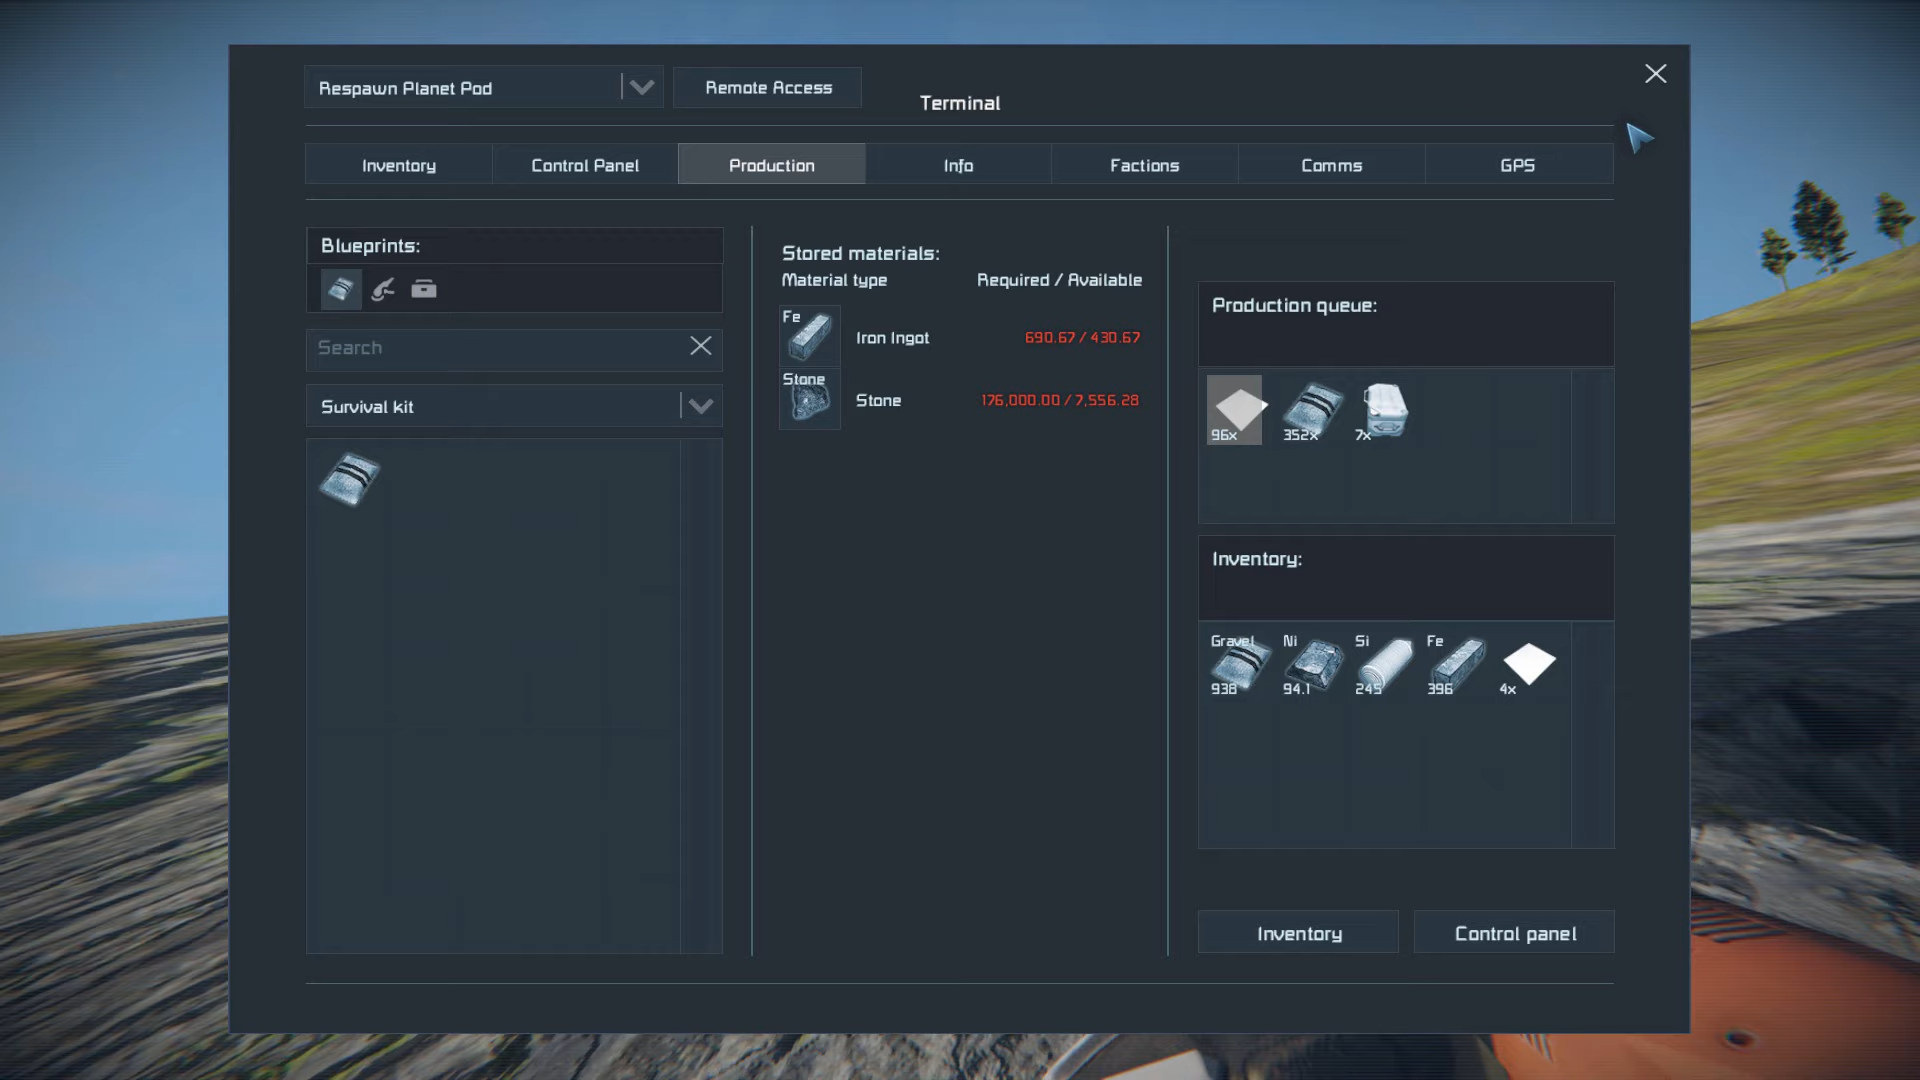 Respawn Planet Pod
Remote Access
Terminal
Inventory
Control Panel
Production
Info
Factions
Comms
GPS
Blueprints:
Search
Survival kit
Stored materials:
Material type Required / Available
Fe
Iron Ingot 690.67 / 430.67
Stone
Stone 176,000.00 / 7,556.28
Production queue:
96x 352x 7x
Inventory:
Gravel Ni Si Fe
938 94.1 245 396 4x
Inventory
Control panel